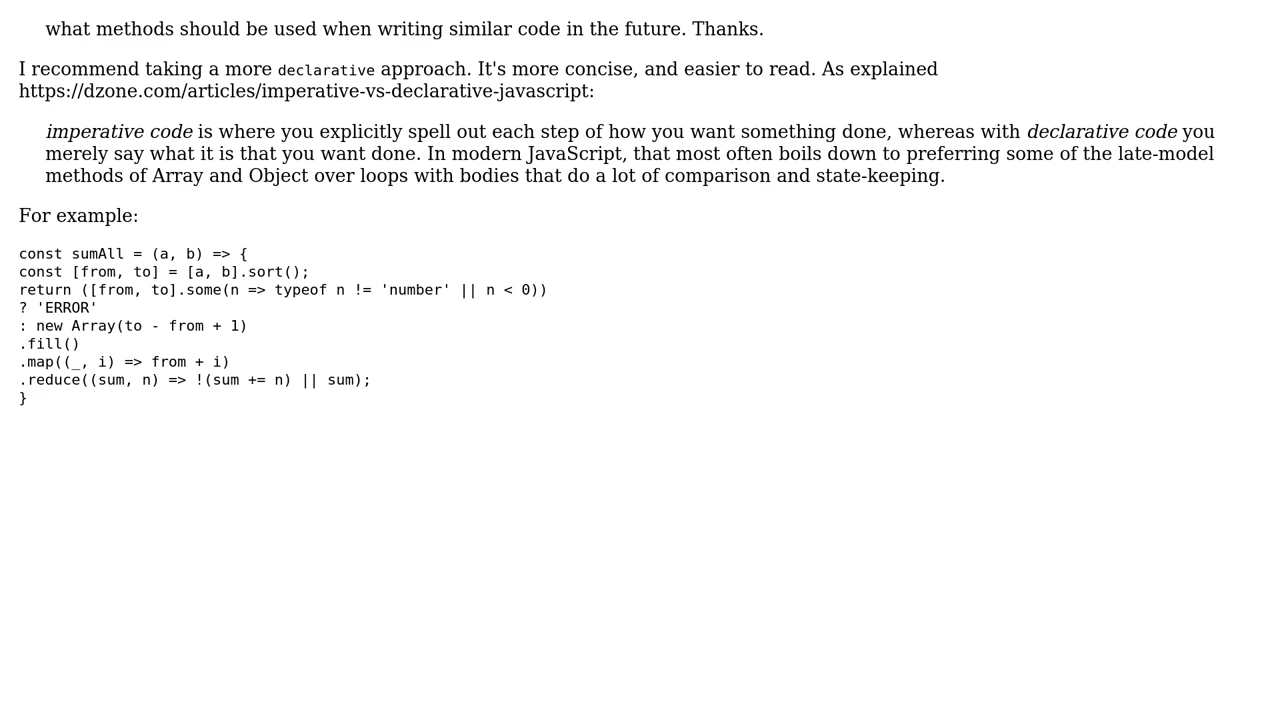 what methods should be used when writing similar code in the future. Thanks.
I recommend taking a more declarative approach. It's more concise, and easier to read. As explained
https://dzone.com/articles/imperative-vs-declarative-javascript:
imperative code is where you explicitly spell out each step of how you want something done, whereas with declarative code you
merely say what it is that you want done. In modern JavaScript, that most often boils down to preferring some of the late-model
methods of Array and Object over loops with bodies that do a lot of comparison and state-keeping.
For example:
const sumAll = (a, b) => {
const [from, to] = [a, b].sort();
return ([from, to].some(n => typeof n != 'number' || n < 0))
? 'ERROR'
: new Array(to - from + 1)
.fill()
.map((_, i) => from + i)
.reduce((sum, n) => !(sum += n) || sum);
}